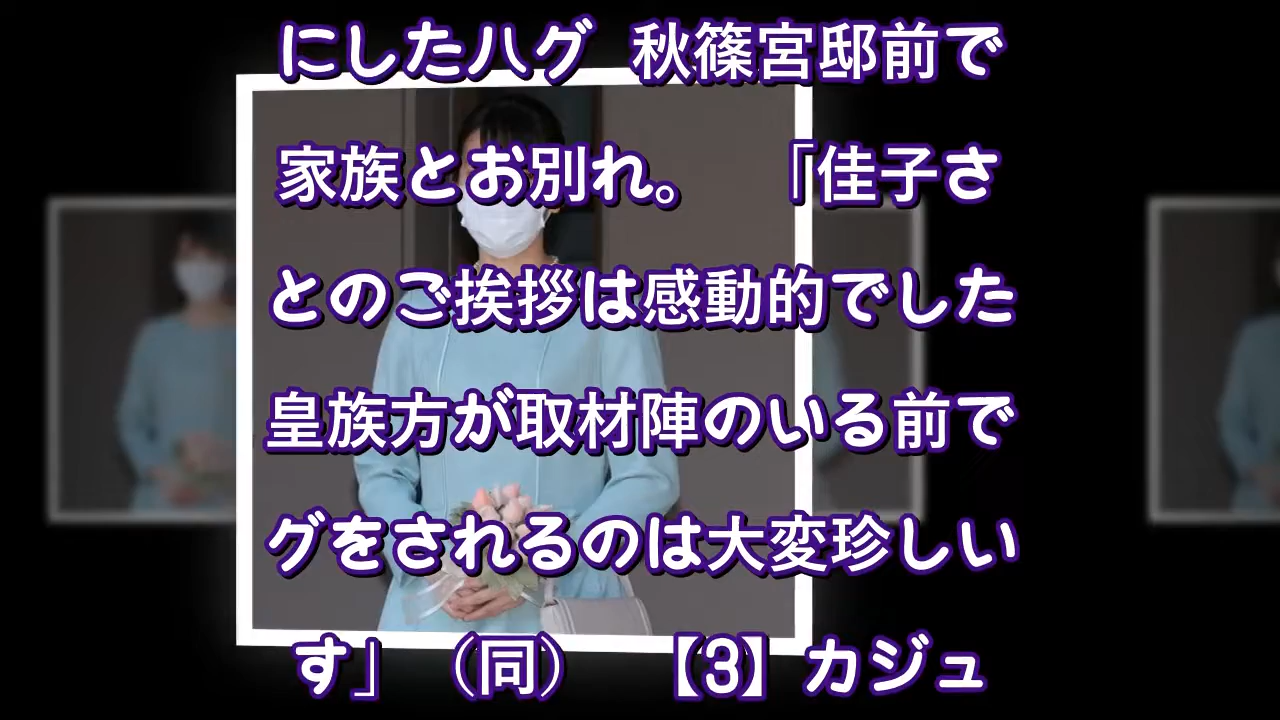 にしたハグ 秋篠宮邸前で
家族とお別れ。 「佳子さ
とのご挨拶は感動的でした
皇族方が取材陣のいる前で
グをされるのは大変珍しい
す」（同） 【3】カジュ